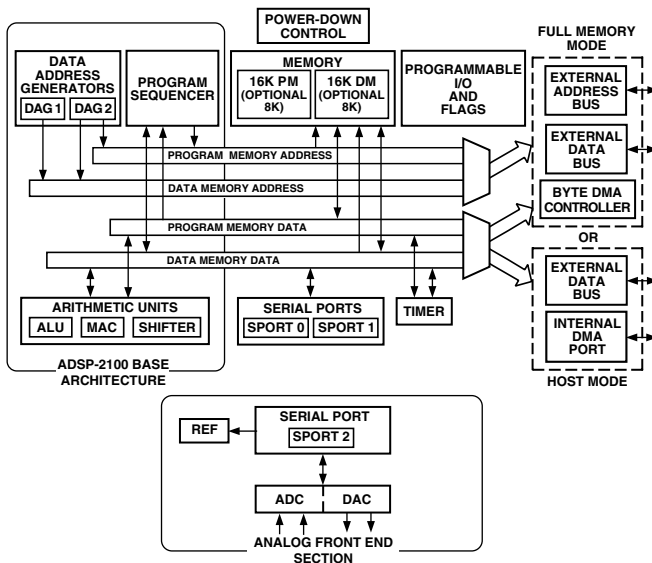 POWER-DOWN
CONTROL
FULL MEMORY
MODE
DATA
ADDRESS
GENERATORS
DAG 1
DAG 2
PROGRAM
SEQUENCER
MEMORY
16K PM
(OPTIONAL
8K)
16K DM
(OPTIONAL
8K)
PROGRAMMABLE
I/O
AND
FLAGS
EXTERNAL
ADDRESS
BUS
EXTERNAL
DATA
BUS
BYTE DMA
CONTROLLER
OR
EXTERNAL
DATA
BUS
INTERNAL
DMA
PORT
HOST MODE
PROGRAM MEMORY ADDRESS
DATA MEMORY ADDRESS
PROGRAM MEMORY DATA
DATA MEMORY DATA
ARITHMETIC UNITS
ALU
MAC
SHIFTER
SERIAL PORTS
SPORT 0
SPORT 1
TIMER
ADSP-2100 BASE
ARCHITECTURE
REF
SERIAL PORT
SPORT 2
ADC
DAC
ANALOG FRONT END
SECTION